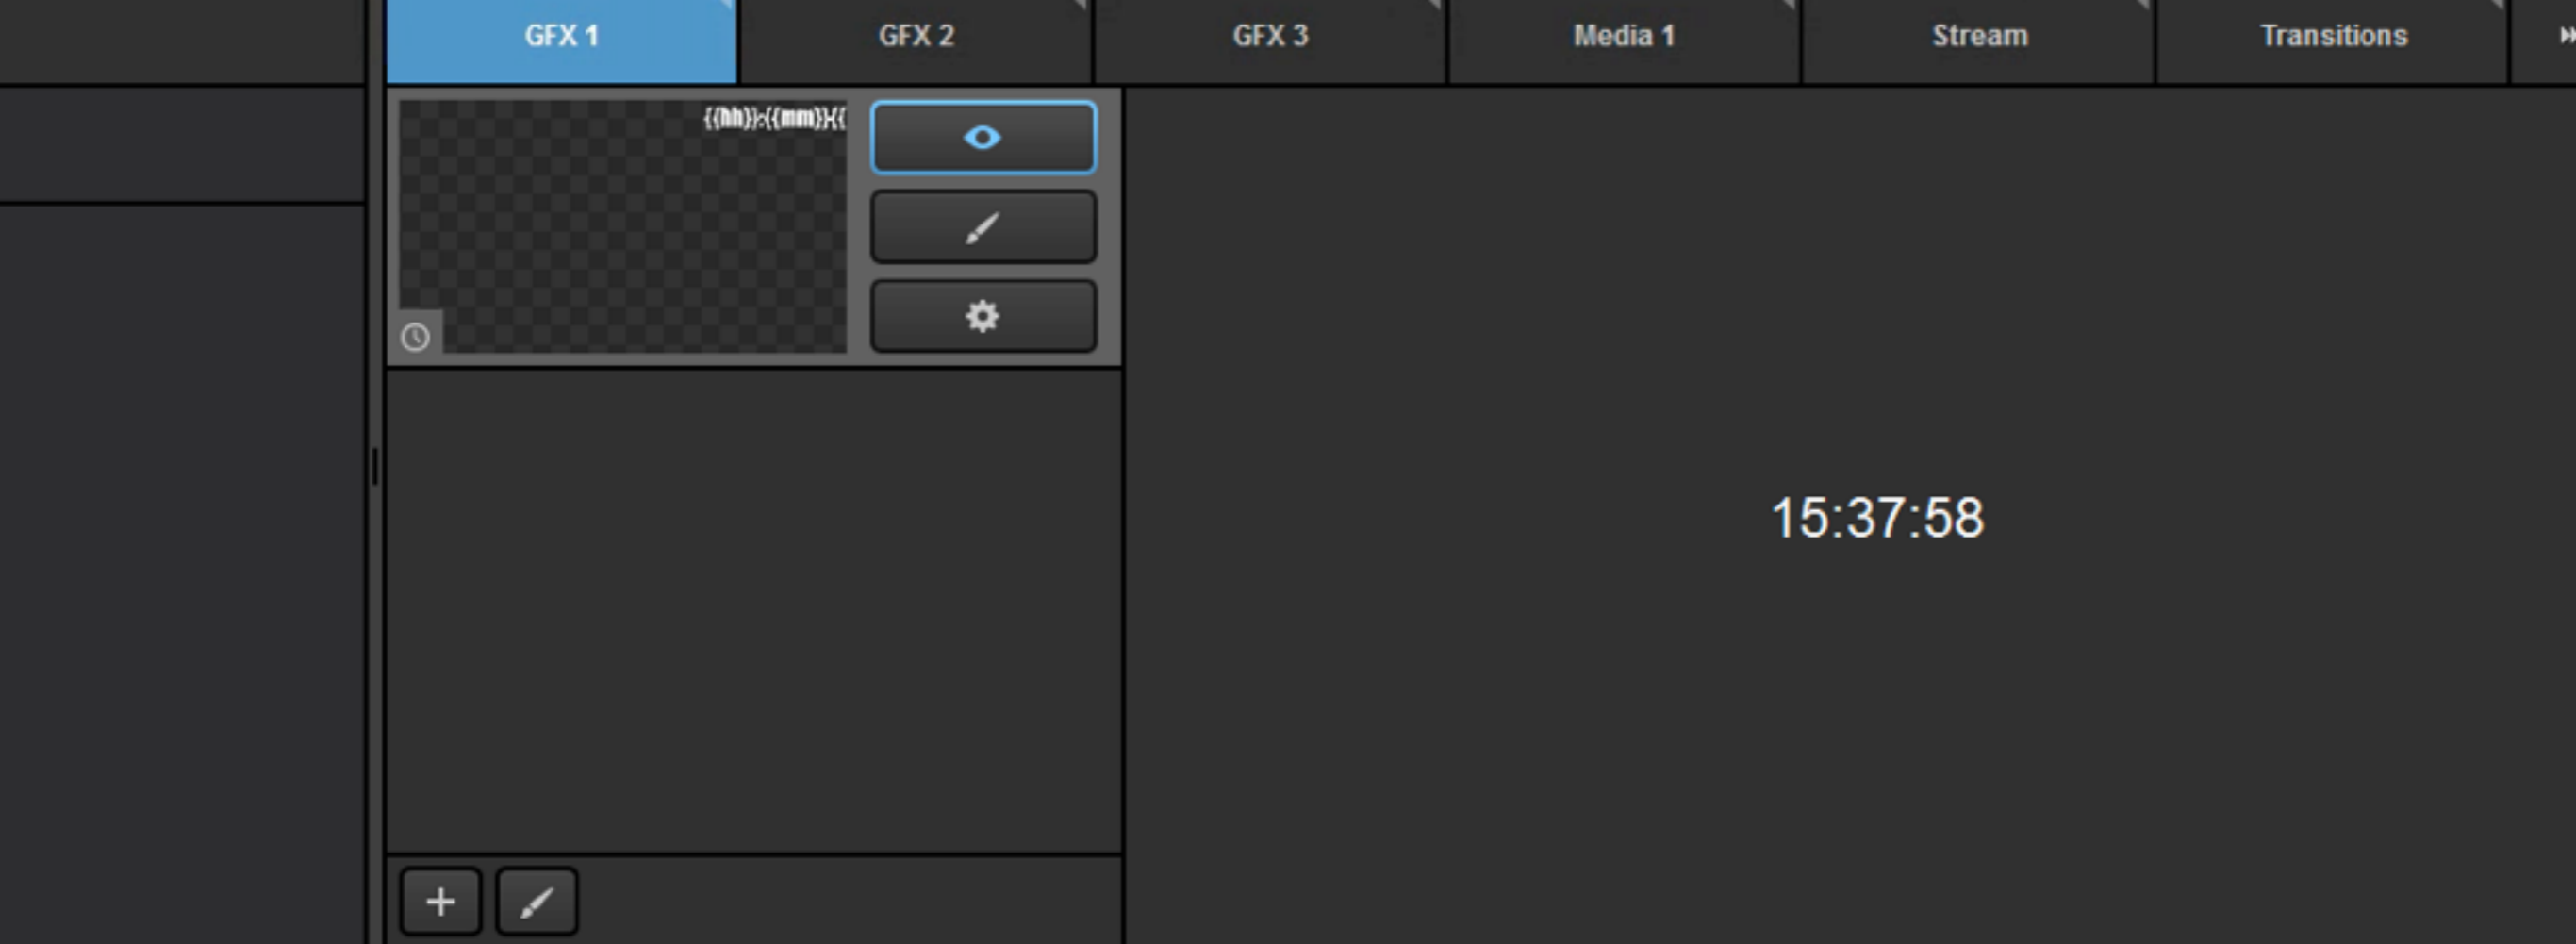 GFX 1
GFX 2
GFX 3
Media 1
Stream
Transitions
{{hh}}:{{mm}}:{{
15:37:58